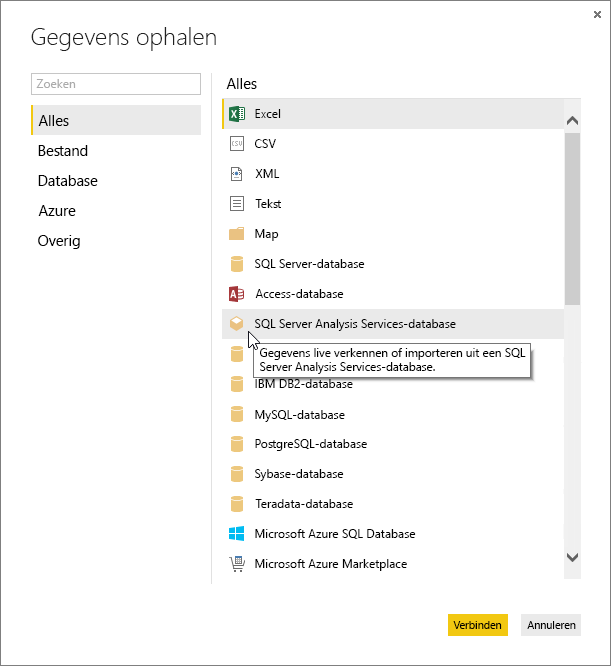 Gegevens ophalen
Zoeken
Alles
Bestand
Database
Azure
Overig
Alles
Excel
CSV
XML
Tekst
Map
SQL Server-database
Access-database
SQL Server Analysis Services-database
Gegevens live verkennen of importeren uit een SQL
Server Analysis Services-database.
IBM DB2-database
MySQL-database
PostgreSQL-database
Sybase-database
Teradata-database
Microsoft Azure SQL Database
Microsoft Azure Marketplace
Verbinden
Annuleren